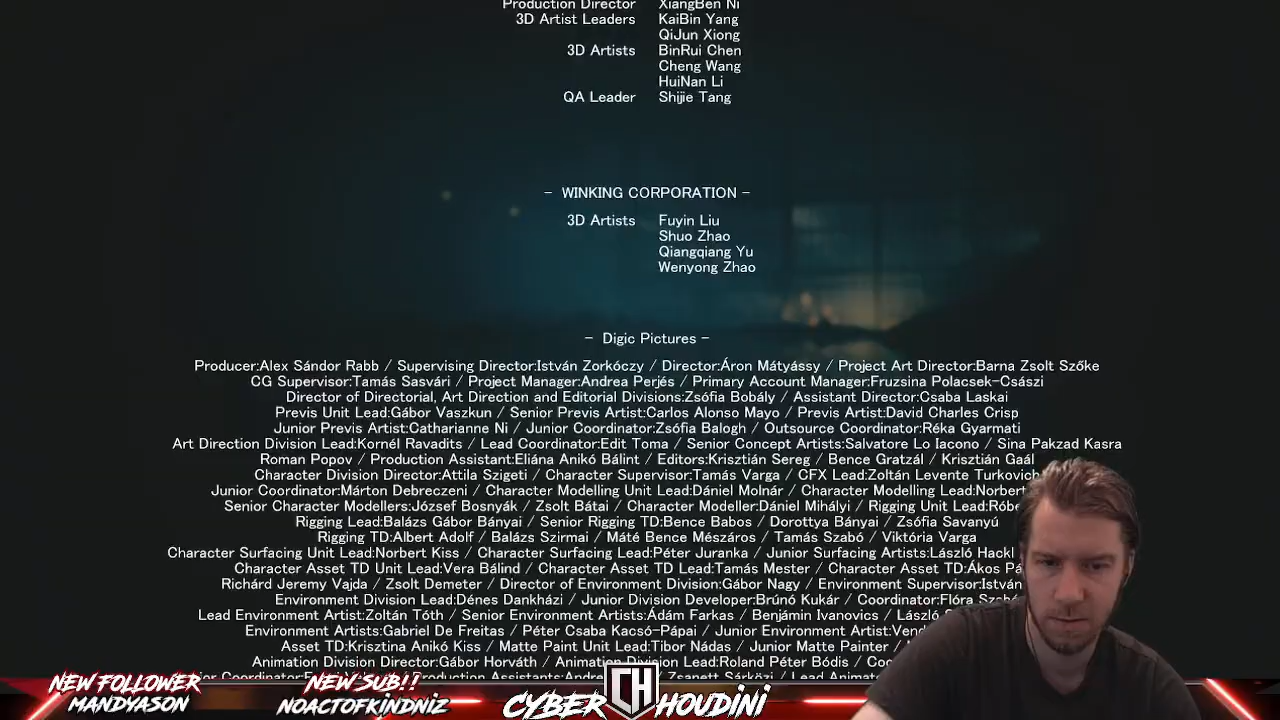 Production Director XiangBen Ni
3D Artist Leaders KaiBin Yang
QiJun Xiong
3D Artists BinRui Chen
Cheng Wang
HuiNan Li
QA Leader Shijie Tang
- WINKING CORPORATION -
3D Artists Fuyin Liu
Shuo Zhao
Qiangqiang Yu
Wenyong Zhao
- Digic Pictures -
Producer:Alex Sándor Rabb / Supervising Director:István Zorkóczy / Director:Áron Mátyássy / Project Art Director:Barna Zsolt Szőke
CG Supervisor:Tamás Sasvári / Project Manager:Andrea Perjés / Primary Account Manager:Fruzsina Polacsek-Császi
Director of Directorial, Art Direction and Editorial Divisions:Zsófia Bobály / Assistant Director:Csaba Laskai
Previs Unit Lead:Gábor Vaszkun / Senior Previs Artist:Carlos Alonso Mayo / Previs Artist:David Charles Crisp
Junior Previs Artist:Catharianne Ni / Junior Coordinator:Zsófia Balogh / Outsource Coordinator:Réka Gyarmati
Art Direction Division Lead:Kornél Ravadits / Lead Coordinator:Edit Toma / Senior Concept Artists:Salvatore Lo Iacono / Sina Pakzad Kasra
Roman Popov / Production Assistant:Eliána Anikó Bálint / Editors:Krisztián Sereg / Bence Gratzál / Krisztián Gaál
Character Division Director:Attila Szigeti / Character Supervisor:Tamás Varga / CFX Lead:Zoltán Levente Turkovich
Junior Coordinator:Márton Debreczeni / Character Modelling Unit Lead:Dániel Molnár / Character Modelling Lead:Norbert
Senior Character Modellers:József Bosnyák / Zsolt Bátai / Character Modeller:Dániel Mihályi / Rigging Unit Lead:
Rigging Lead:Balázs Gábor Bányai / Senior Rigging TD:Bence Babos / Dorottya Bányai / Zsófia Savanyú
Rigging TD:Albert Adolf / Balázs Szirmai / Máté Bence Mészáros / Tamás Szabó / Viktória Varga
Character Surfacing Unit Lead:Norbert Kiss / Character Surfacing Lead:Péter Juranka / Junior Surfacing Artists:László Hackl
Character Asset TD Unit Lead:Vera Bálind / Character Asset TD Lead:Tamás Mester / Character Asset TD:Ákos
Richárd Jeremy Vajda / Zsolt Demeter / Director of Environment Division:Gábor Nagy / Environment Supervisor:István
Environment Division Lead:Dénes Dankházi / Junior Division Developer:Brúnó Kukár / Coordinator:Flóra
Lead Environment Artist:Zoltán Tóth / Senior Environment Artists:Ádám Farkas / Benjámin Ivanovics / László
Environment Artists:Gabriel De Freitas / Péter Csaba Kacsó-Pápai / Junior Environment Artist:
Asset TD:Krisztina Anikó Kiss / Matte Paint Unit Lead:Tibor Nádas / Junior Matte Painter /
Animation Division Director:Gábor Horváth / Animation Division Lead:Roland Péter Bódis /
Production Assistants: / Zsanett Sárközi / Lead
NEW FOLLOWER
MANDYASON
NEW SUB!!
NOACTOFKINDNIZ
CYBER CH HOUDINI